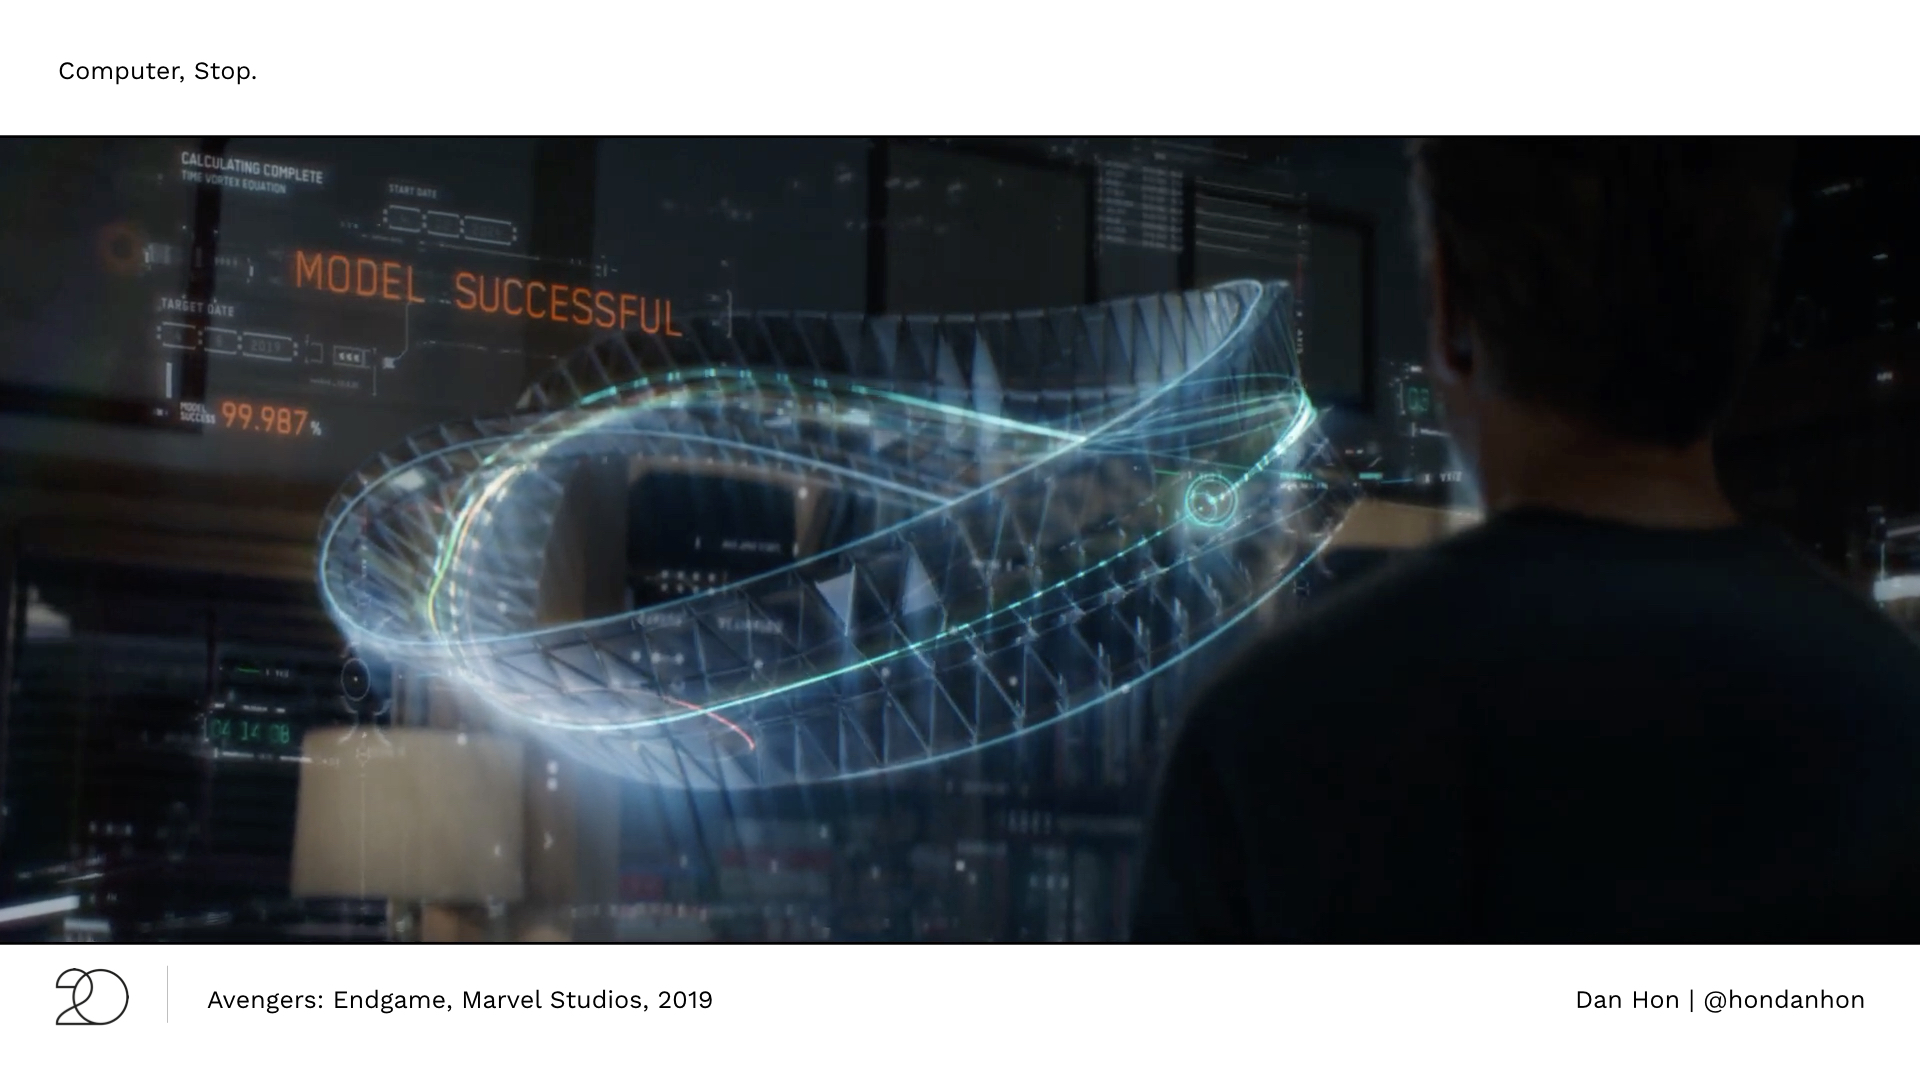 Computer, Stop.
CALCULATING COMPLETE
TIME VORTEX EQUATION
START DATE
MODEL SUCCESSFUL
TARGET DATE
2019
MODEL
SUCCESS
99.987%
04 14 08
20
Avengers: Endgame, Marvel Studios, 2019
Dan Hon | @hondanhon